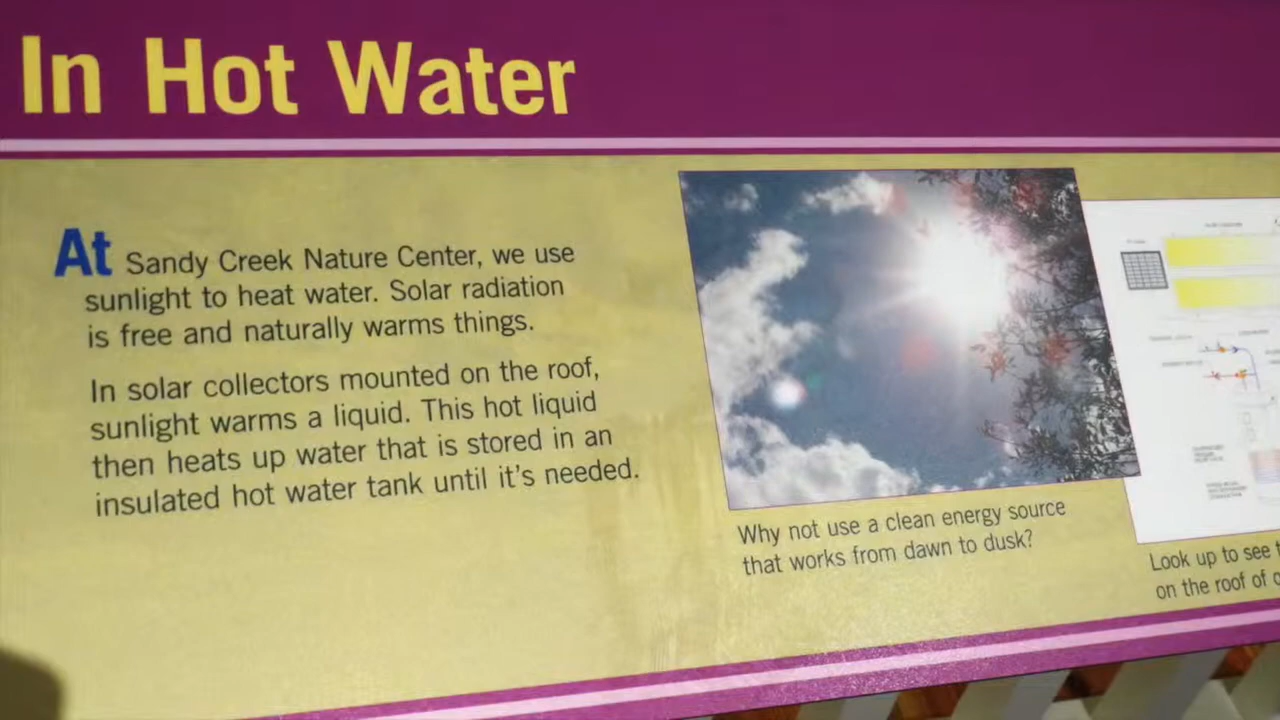 In Hot Water
At Sandy Creek Nature Center, we use
sunlight to heat water. Solar radiation
is free and naturally warms things.
In solar collectors mounted on the roof,
sunlight warms a liquid. This hot liquid
then heats up water that is stored in an
insulated hot water tank until it's needed.
Why not use a clean energy source
that works from dawn to dusk?
Look up to see
on the roof of